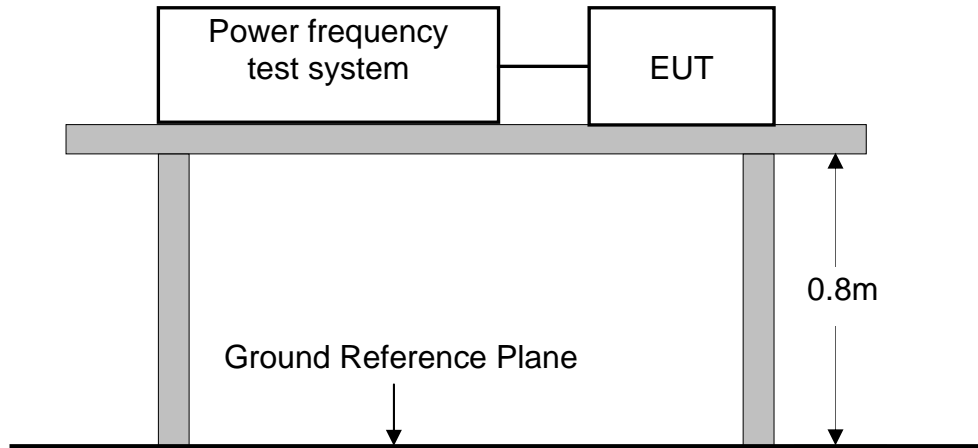 Power frequency
test system
EUT
0.8m
Ground Reference Plane